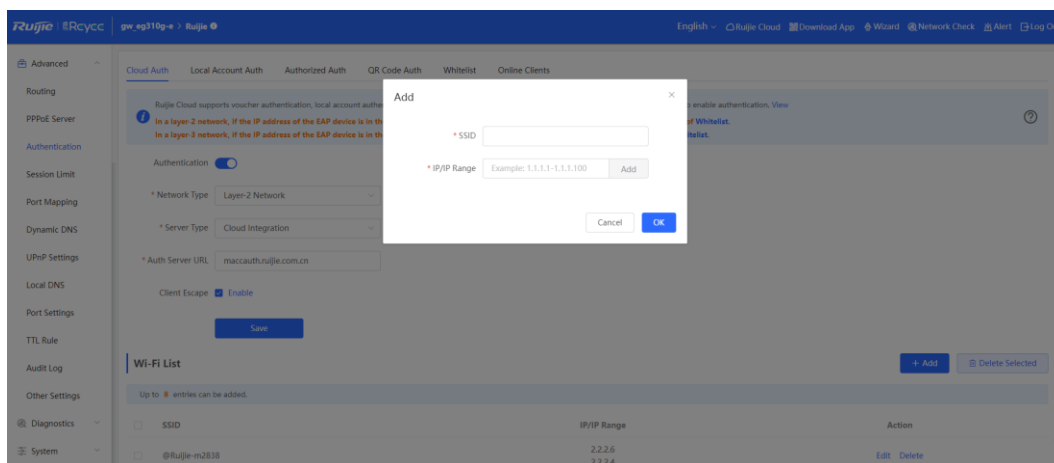 Ruijie Rcycc gw_eg310g-e > Ruijie English Ruijie Cloud Download App Wizard Network Check Alert Log O
Advanced
Routing
PPPoE Server
Authentication
Session Limit
Port Mapping
Dynamic DNS
UPnP Settings
Local DNS
Port Settings
TTL Rule
Audit Log
Other Settings
Diagnostics
System
Cloud Auth Local Account Auth Authorized Auth QR Code Auth Whitelist Online Clients
Ruijie Cloud supports voucher authentication, local account authe
enable authentication. View
In a layer-2 network, if the IP address of the EAP device is in th
of Whitelist.
In a layer-3 network, if the IP address of the EAP device is in th
Authentication
* Network Type Layer-2 Network
* Server Type Cloud Integration
* Auth Server URL maccauth.ruijie.com.cn
Client Escape Enable
Save
Add ×
* SSID
* IP/IP Range Example: 1.1.1.1-1.1.1.100 Add
Cancel OK
Wi-Fi List + Add Delete Selected
Up to 8 entries can be added.
SSID IP/IP Range Action
@Ruijie-m2838 2.2.2.6 Edit Delete
2.2.2.4